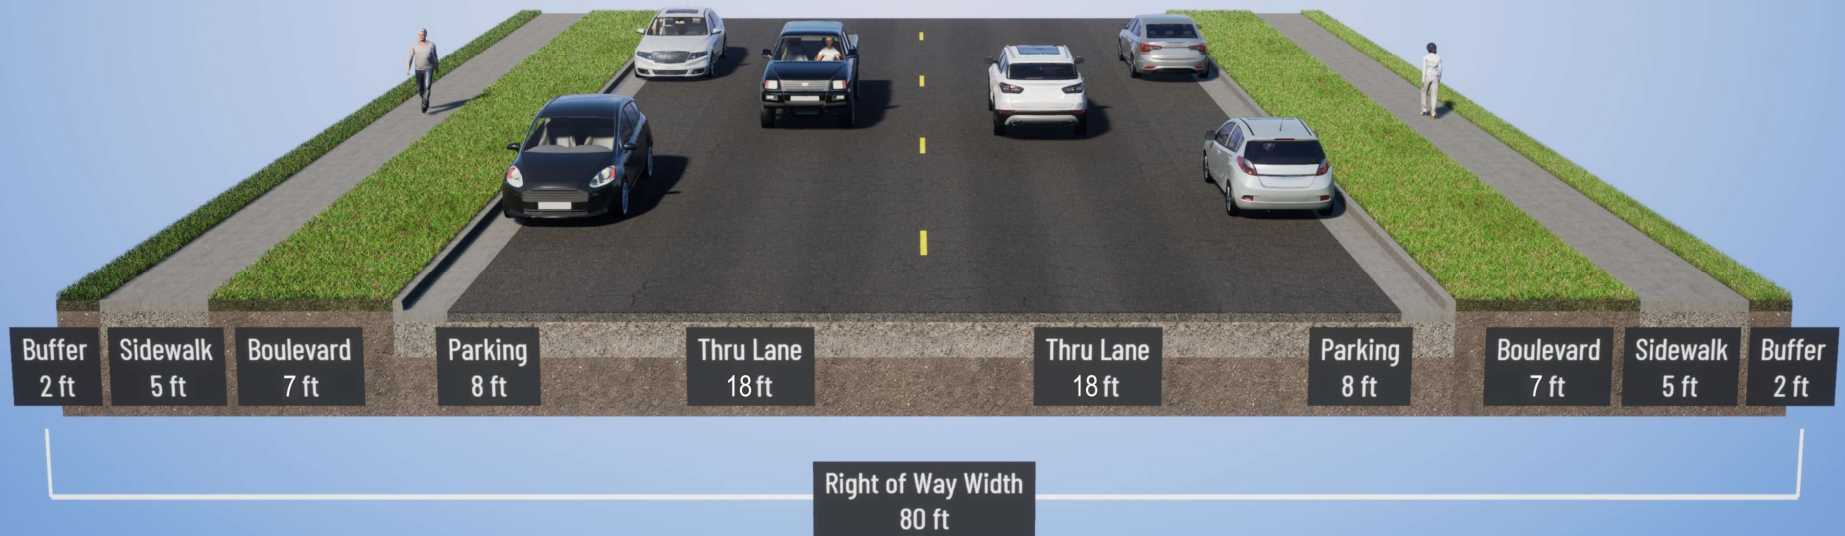 Buffer
2 ft
Sidewalk
5 ft
Boulevard
7 ft
Parking
8 ft
Thru Lane
18 ft
Thru Lane
18 ft
Parking
8 ft
Boulevard
7 ft
Sidewalk
5 ft
Buffer
2 ft
Right of Way Width
80 ft